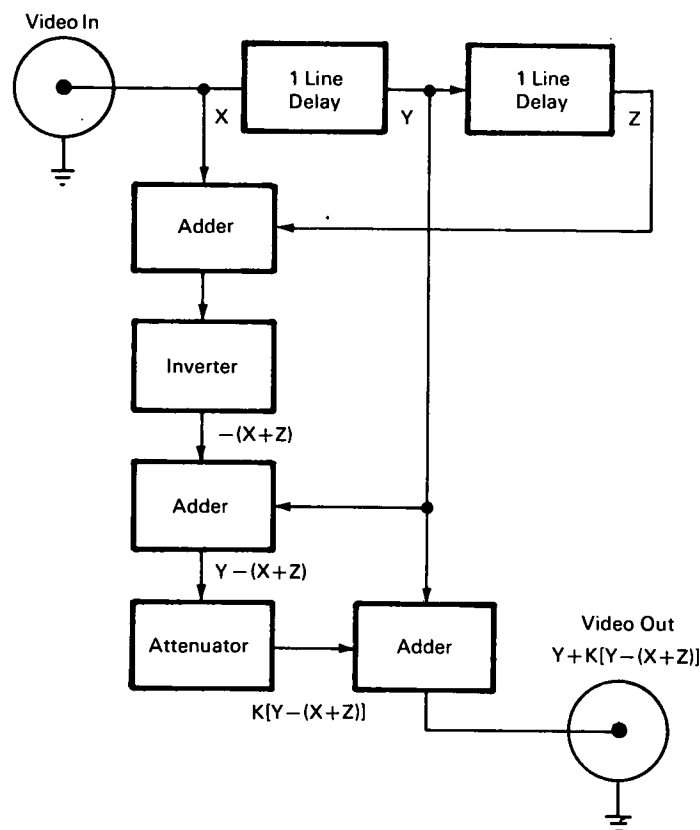 Video In
1 Line
Delay
1 Line
Delay
X
Y
Z
Adder
Inverter
−(X+Z)
Adder
Y−(X+Z)
Attenuator
Adder
Video Out
Y+K[Y−(X+Z)]
K[Y−(X+Z)]